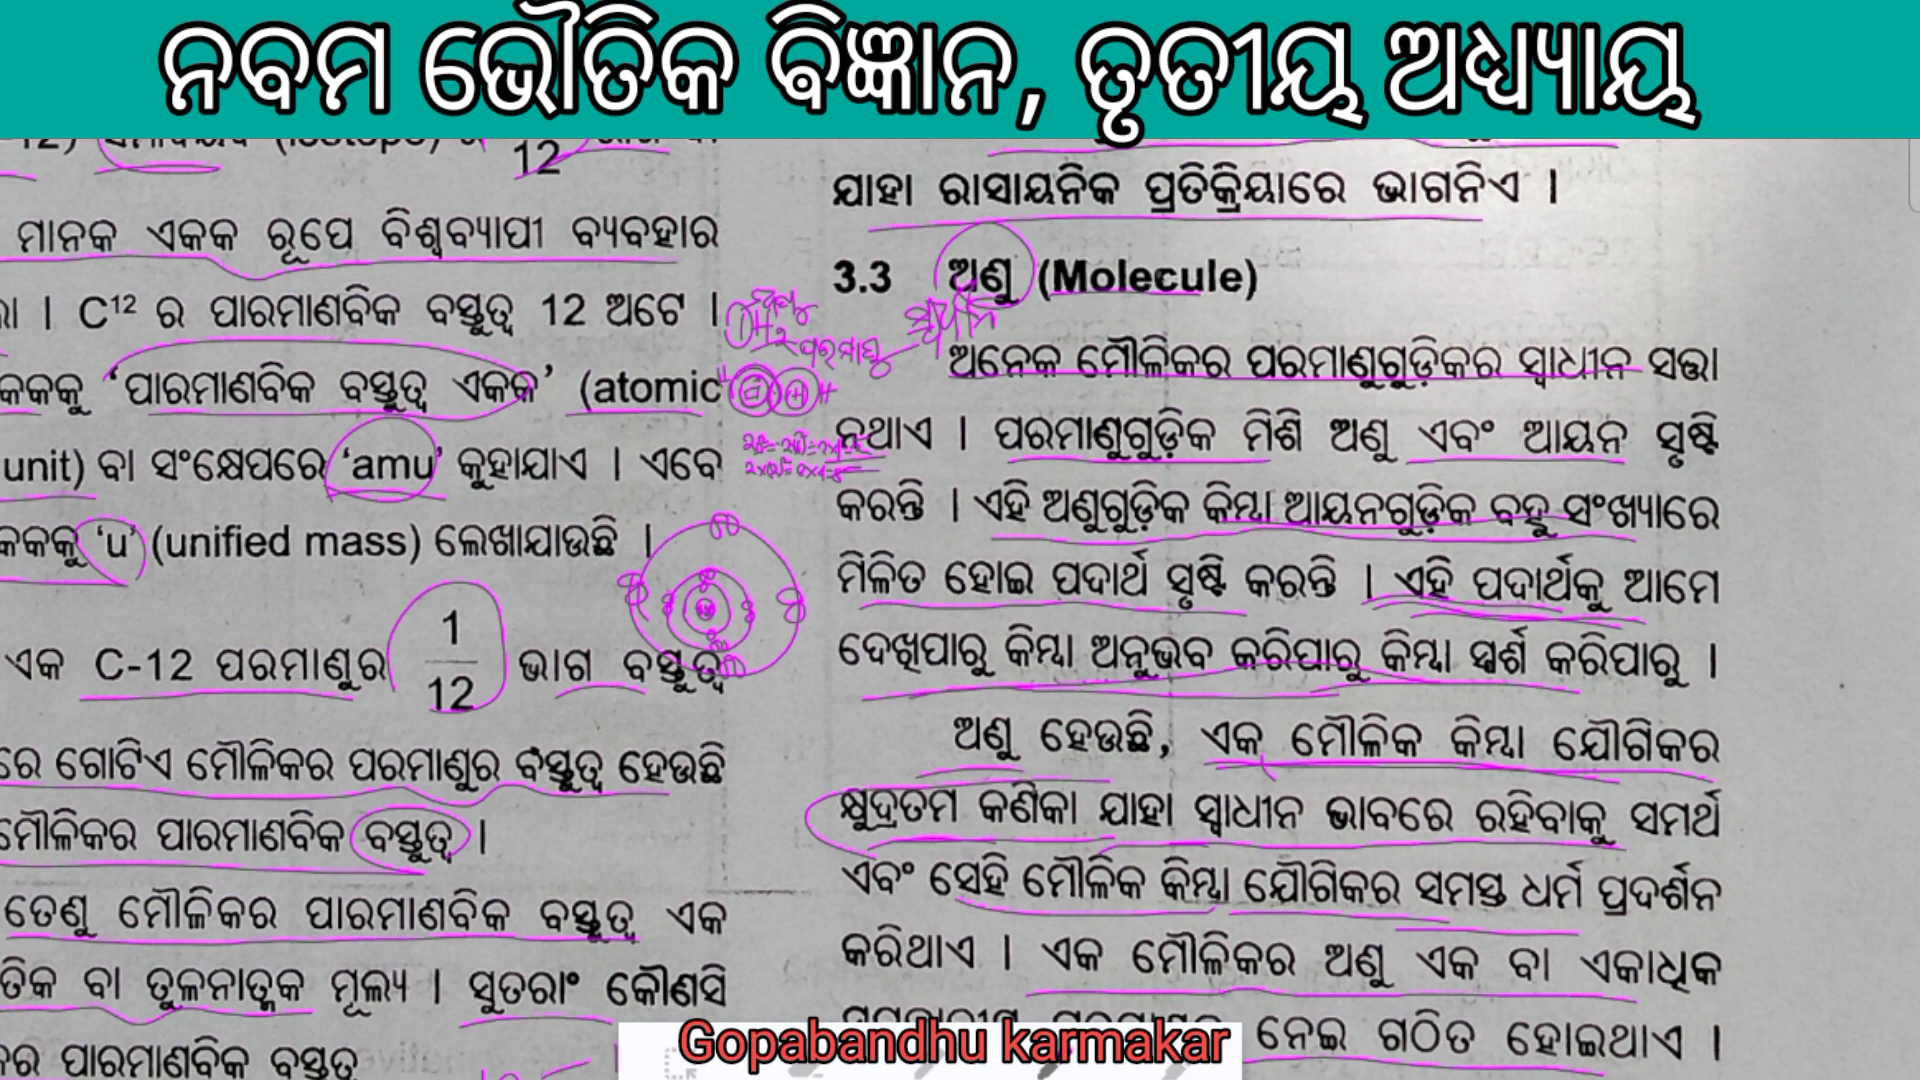 ନବମ ଭୌତିକ ବିଜ୍ଞାନ, ତୃତୀୟ ଅଧ୍ୟାୟ
12
ମାନକ ଏକକ ରୂପେ ବିଶ୍ୱବ୍ୟାପୀ ବ୍ୟବହାର
। C¹² ର ପାରମାଣବିକ ବସ୍ତୁତ୍ୱ 12 ଅଟେ ।
‘ପାରମାଣବିକ ବସ୍ତୁତ୍ୱ ଏକକ’ (atomic
unit) ବା ସଂକ୍ଷେପରେ ‘amu’ କୁହାଯାଏ । ଏବେ
‘u’ (unified mass) ଲେଖାଯାଉଛି ।
ଏକ C-12 ପରମାଣୁର 1/12 ଭାଗ ବସ୍ତୁତ୍ୱ
ରେ ଗୋଟିଏ ମୌଳିକର ପରମାଣୁର ବସ୍ତୁତ୍ୱ ହେଉଛି
ମୌଳିକର ପାରମାଣବିକ ବସ୍ତୁତ୍ୱ ।
ତେଣୁ ମୌଳିକର ପାରମାଣବିକ ବସ୍ତୁତ୍ୱ ଏକ
ବା ତୁଳନାତ୍ମକ ମୂଲ୍ୟ । ସୁତରାଂ କୌଣସି
ପାରମାଣବିକ ବସ୍ତୁତ୍ୱ
ଯାହା ରାସାୟନିକ ପ୍ରତିକ୍ରିୟାରେ ଭାଗନିଏ ।
3.3 ଅଣୁ (Molecule)
ଅନେକ ମୌଳିକର ପରମାଣୁଗୁଡ଼ିକର ସ୍ୱାଧୀନ ସତ୍ତା
ନଥାଏ । ପରମାଣୁଗୁଡ଼ିକ ମିଶି ଅଣୁ ଏବଂ ଆୟନ ସୃଷ୍ଟି
କରନ୍ତି । ଏହି ଅଣୁଗୁଡ଼ିକ କିମ୍ବା ଆୟନଗୁଡ଼ିକ ବହୁ ସଂଖ୍ୟାରେ
ମିଳିତ ହୋଇ ପଦାର୍ଥ ସୃଷ୍ଟି କରନ୍ତି । ଏହି ପଦାର୍ଥକୁ ଆମେ
ଦେଖିପାରୁ କିମ୍ବା ଅନୁଭବ କରିପାରୁ କିମ୍ବା ସ୍ପର୍ଶ କରିପାରୁ ।
ଅଣୁ ହେଉଛି, ଏକ ମୌଳିକ କିମ୍ବା ଯୌଗିକର
କ୍ଷୁଦ୍ରତମ କଣିକା ଯାହା ସ୍ୱାଧୀନ ଭାବରେ ରହିବାକୁ ସମର୍ଥ
ଏବଂ ସେହି ମୌଳିକ କିମ୍ବା ଯୌଗିକର ସମସ୍ତ ଧର୍ମ ପ୍ରଦର୍ଶନ
କରିଥାଏ । ଏକ ମୌଳିକର ଅଣୁ ଏକ ବା ଏକାଧିକ
ନେଇ ଗଠିତ ହୋଇଥାଏ ।
Gopabandhu karmakar